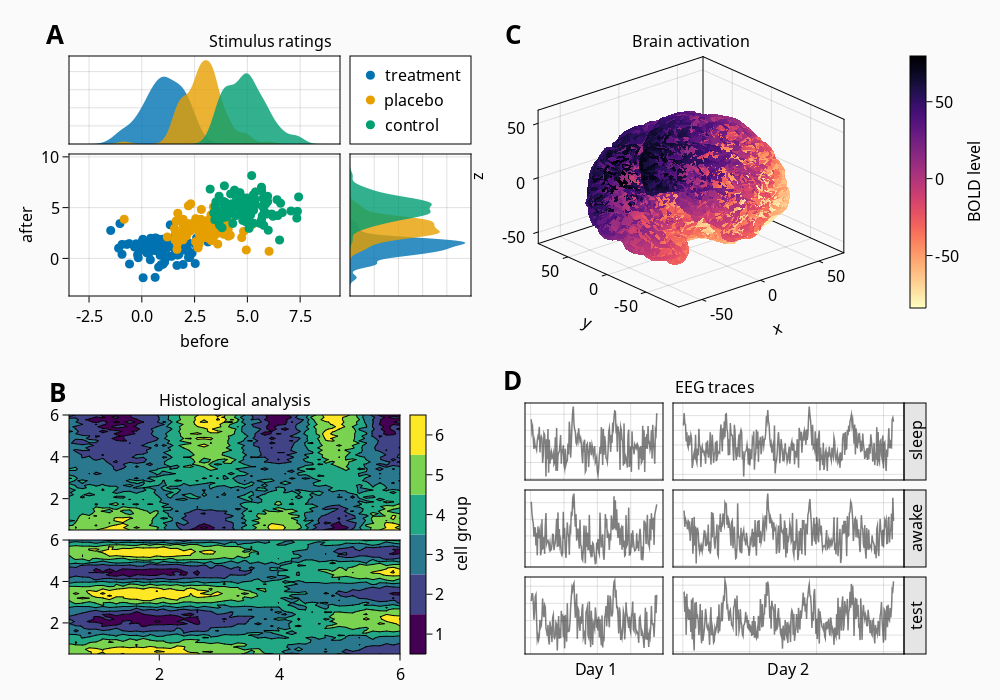 A
Stimulus ratings
treatment
placebo
control
10
5
0
after
-2.5 0.0 2.5 5.0 7.5
before
C
Brain activation
50
0
-50
z
50
0
-50
y
-50
0
50
x
50
0
-50
BOLD level
B
Histological analysis
6
4
2
6
4
2
2 4 6
6
5
4
3
2
1
cell group
D
EEG traces
sleep
awake
test
Day 1 Day 2